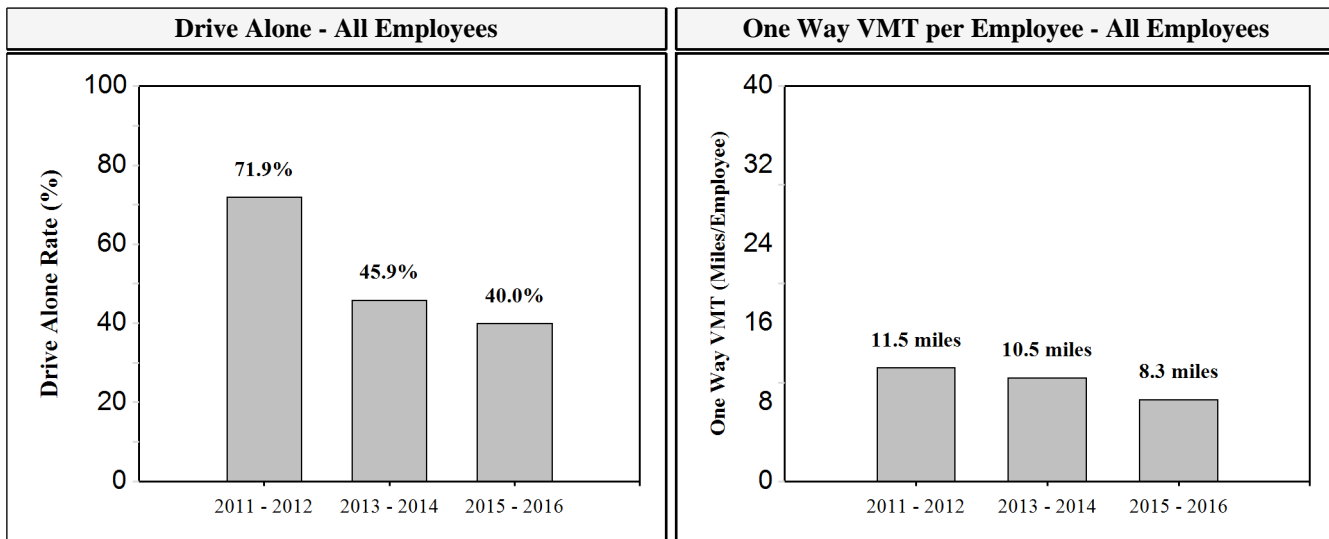 Drive Alone - All Employees
Drive Alone Rate (%)
100
80
60
40
20
0
71.9%
45.9%
40.0%
2011 - 2012
2013 - 2014
2015 - 2016
One Way VMT per Employee - All Employees
One Way VMT (Miles/Employee)
40
32
24
16
8
0
11.5 miles
10.5 miles
8.3 miles
2011 - 2012
2013 - 2014
2015 - 2016